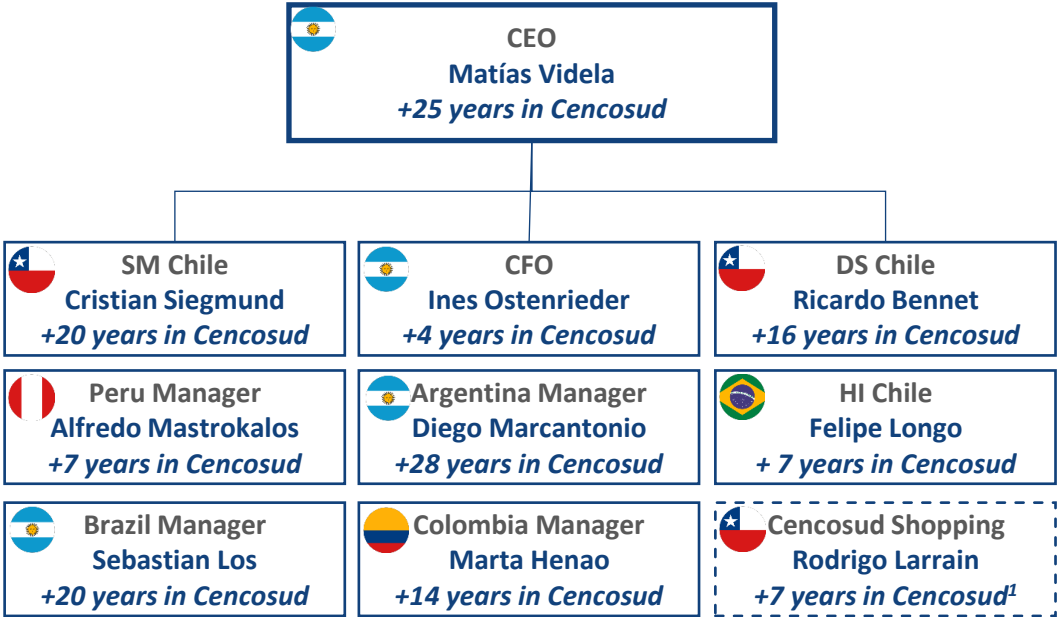 CEO
Matías Videla
+25 years in Cencosud
SM Chile
Cristian Siegmund
+20 years in Cencosud
CFO
Ines Ostenrieder
+4 years in Cencosud
DS Chile
Ricardo Bennet
+16 years in Cencosud
Peru Manager
Alfredo Mastrokalos
+7 years in Cencosud
Argentina Manager
Diego Marcantonio
+28 years in Cencosud
HI Chile
Felipe Longo
+ 7 years in Cencosud
Brazil Manager
Sebastian Los
+20 years in Cencosud
Colombia Manager
Marta Henao
+14 years in Cencosud
Cencosud Shopping
Rodrigo Larrain
+7 years in Cencosud¹